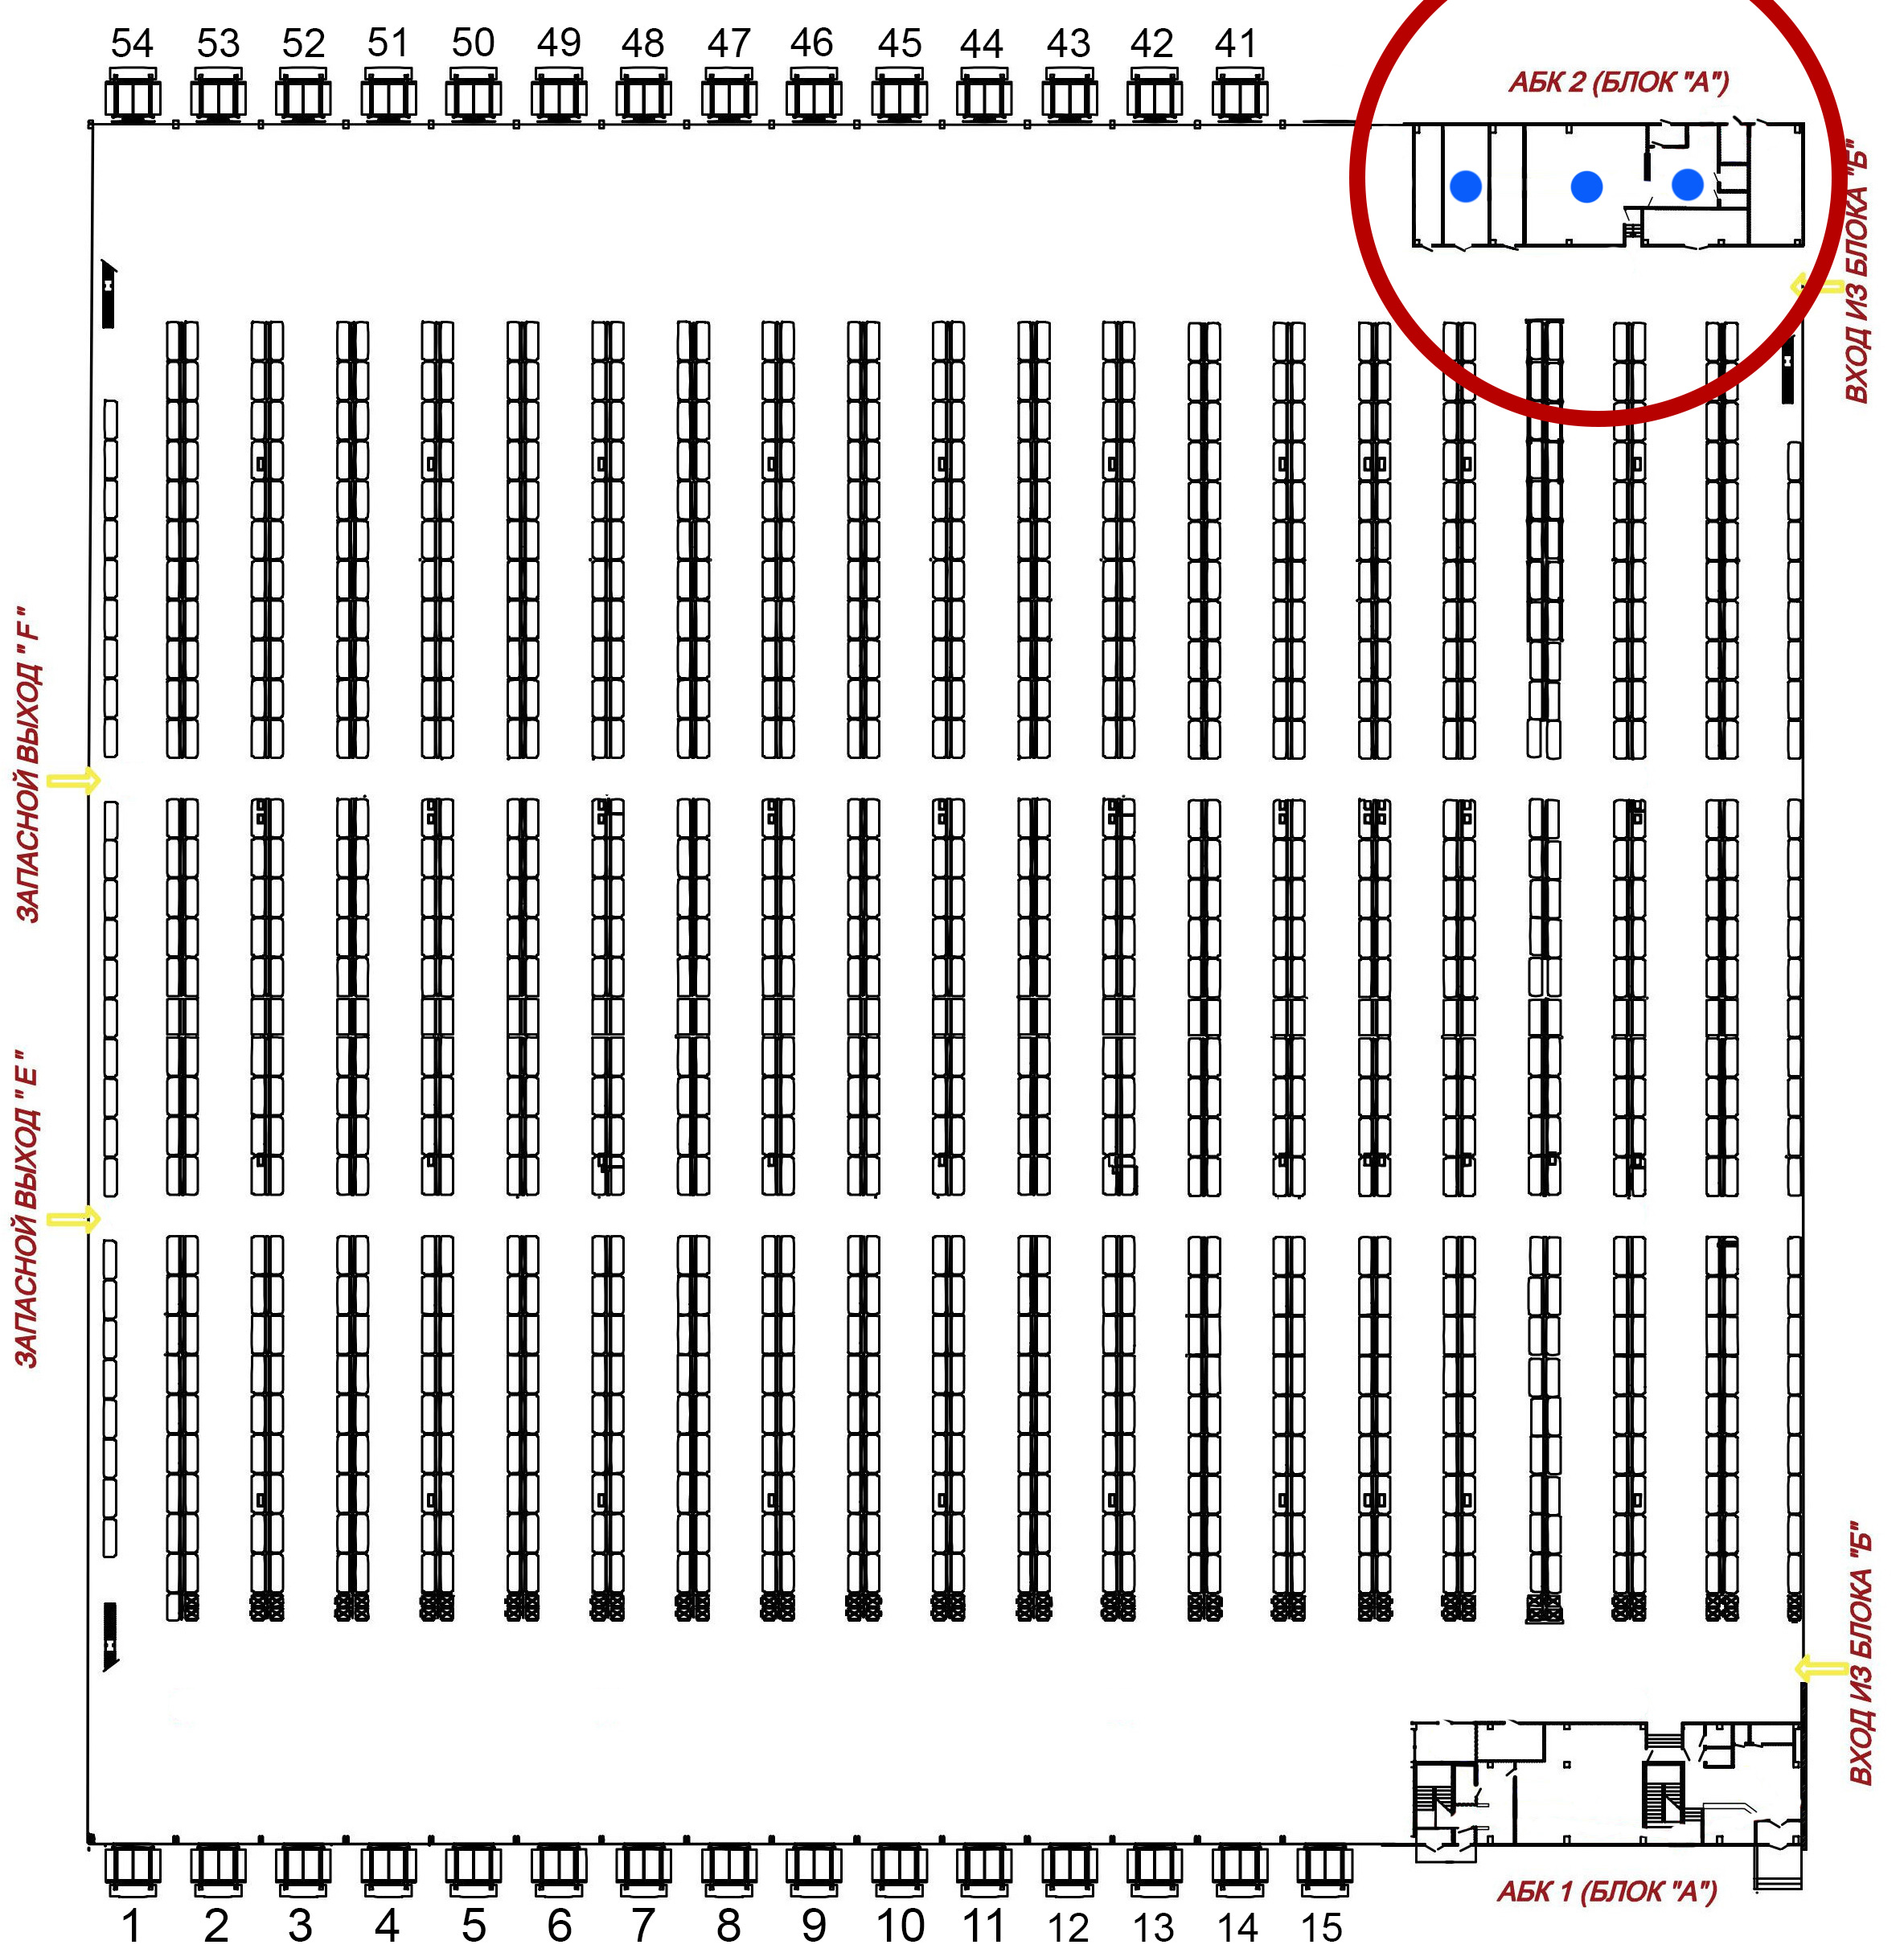 54 53 52 51 50 49 48 47 46 45 44 43 42 41
АБК 2 (БЛОК "А")
ВХОД ИЗ БЛОКА "Б"
ЗАПАСНОЙ ВЫХОД " F "
ЗАПАСНОЙ ВЫХОД " Е "
ВХОД ИЗ БЛОКА "Б"
АБК 1 (БЛОК "А")
1 2 3 4 5 6 7 8 9 10 11 12 13 14 15